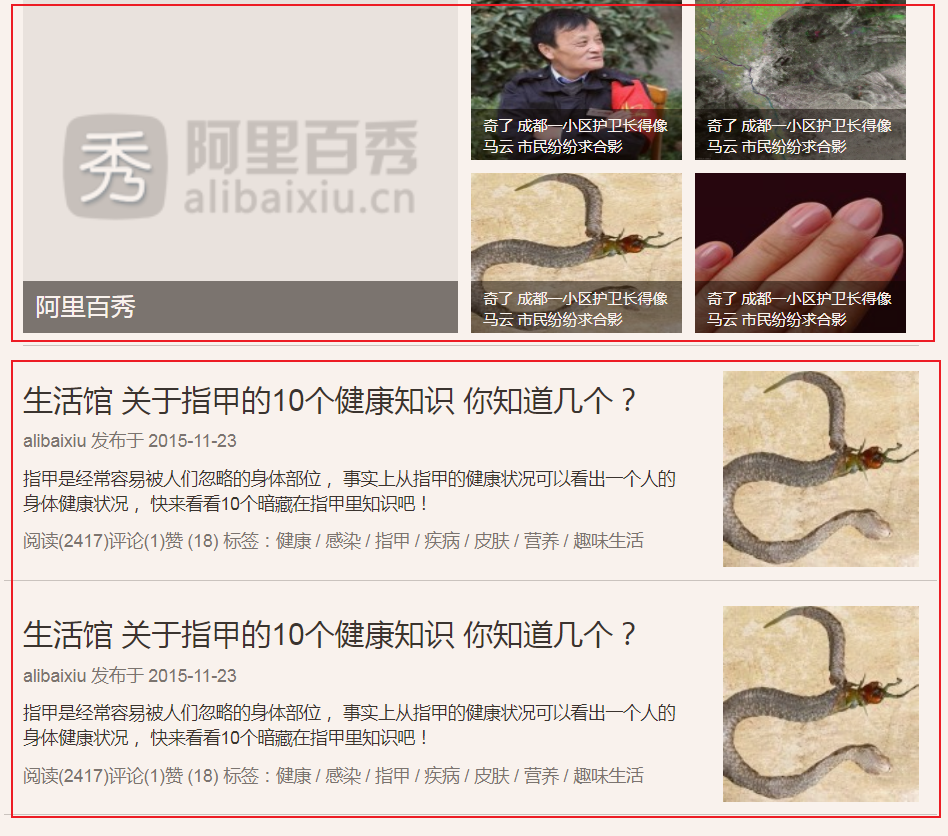 秀 阿里百秀
alibaixiu.cn
阿里百秀
奇了 成都一小区护卫长得像
马云 市民纷纷求合影
奇了 成都一小区护卫长得像
马云 市民纷纷求合影
奇了 成都一小区护卫长得像
马云 市民纷纷求合影
奇了 成都一小区护卫长得像
马云 市民纷纷求合影
生活馆 关于指甲的10个健康知识 你知道几个？
alibaixiu 发布于 2015-11-23
指甲是经常容易被人们忽略的身体部位， 事实上从指甲的健康状况可以看出一个人的
身体健康状况， 快来看看10个暗藏在指甲里知识吧！
阅读(2417)评论(1)赞 (18) 标签：健康 / 感染 / 指甲 / 疾病 / 皮肤 / 营养 / 趣味生活
生活馆 关于指甲的10个健康知识 你知道几个？
alibaixiu 发布于 2015-11-23
指甲是经常容易被人们忽略的身体部位， 事实上从指甲的健康状况可以看出一个人的
身体健康状况， 快来看看10个暗藏在指甲里知识吧！
阅读(2417)评论(1)赞 (18) 标签：健康 / 感染 / 指甲 / 疾病 / 皮肤 / 营养 / 趣味生活